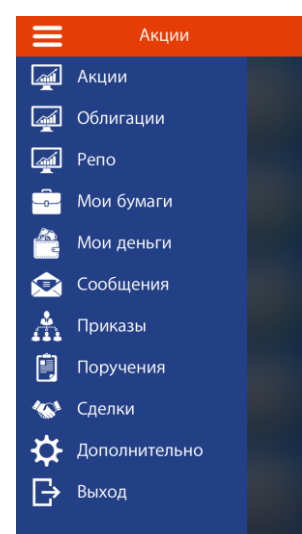 Акции
Акции
Облигации
Репо
Мои бумаги
Мои деньги
Сообщения
Приказы
Поручения
Сделки
Дополнительно
Выход